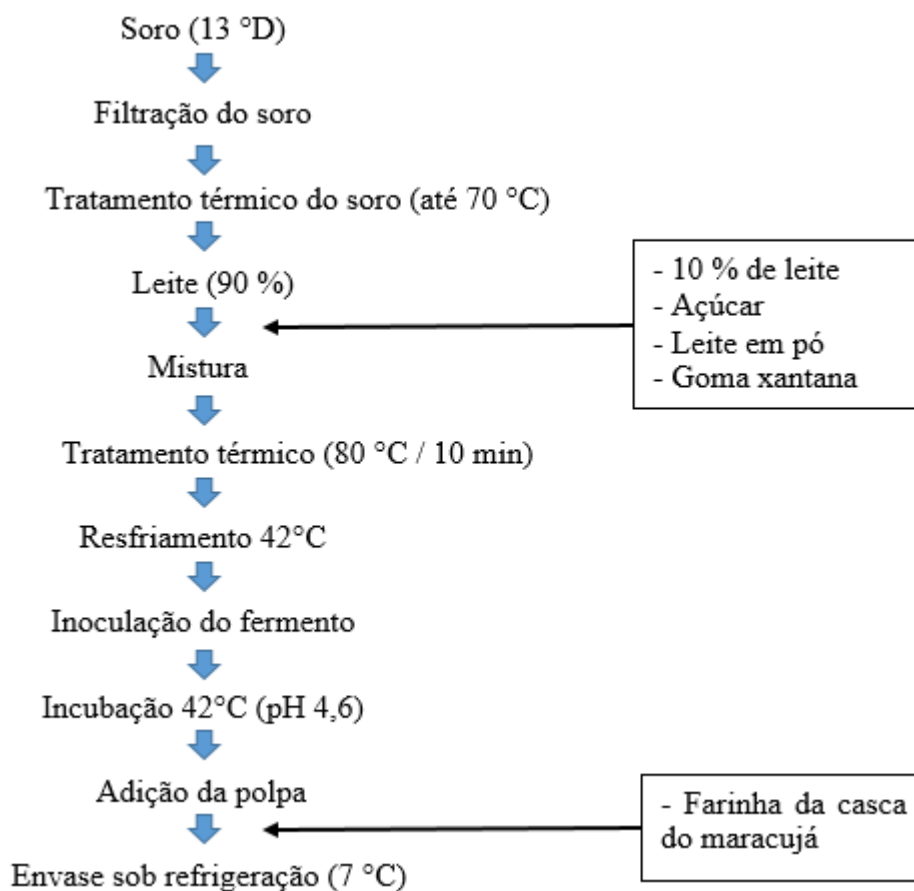 Soro (13 °D)
Filtração do soro
Tratamento térmico do soro (até 70 °C)
Leite (90 %)
- 10 % de leite
- Açúcar
- Leite em pó
- Goma xantana
Mistura
Tratamento térmico (80 °C / 10 min)
Resfriamento 42°C
Inoculação do fermento
Incubação 42°C (pH 4,6)
Adição da polpa
- Farinha da casca
do maracujá
Envase sob refrigeração (7 °C)